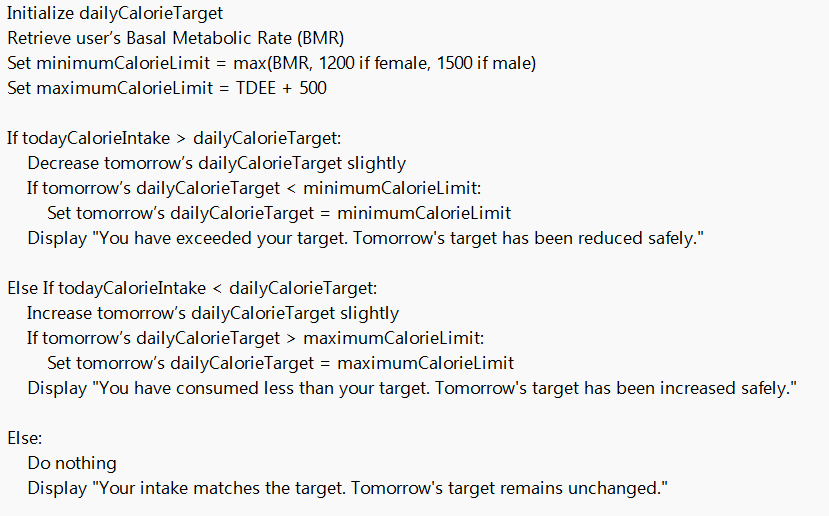 Initialize dailyCalorieTarget
Retrieve user's Basal Metabolic Rate (BMR)
Set minimumCalorieLimit = max(BMR, 1200 if female, 1500 if male)
Set maximumCalorieLimit = TDEE + 500

If todayCalorieIntake > dailyCalorieTarget:
    Decrease tomorrow's dailyCalorieTarget slightly
    If tomorrow's dailyCalorieTarget < minimumCalorieLimit:
        Set tomorrow's dailyCalorieTarget = minimumCalorieLimit
    Display "You have exceeded your target. Tomorrow's target has been reduced safely."

Else If todayCalorieIntake < dailyCalorieTarget:
    Increase tomorrow's dailyCalorieTarget slightly
    If tomorrow's dailyCalorieTarget > maximumCalorieLimit:
        Set tomorrow's dailyCalorieTarget = maximumCalorieLimit
    Display "You have consumed less than your target. Tomorrow's target has been increased safely."

Else:
    Do nothing
    Display "Your intake matches the target. Tomorrow's target remains unchanged."